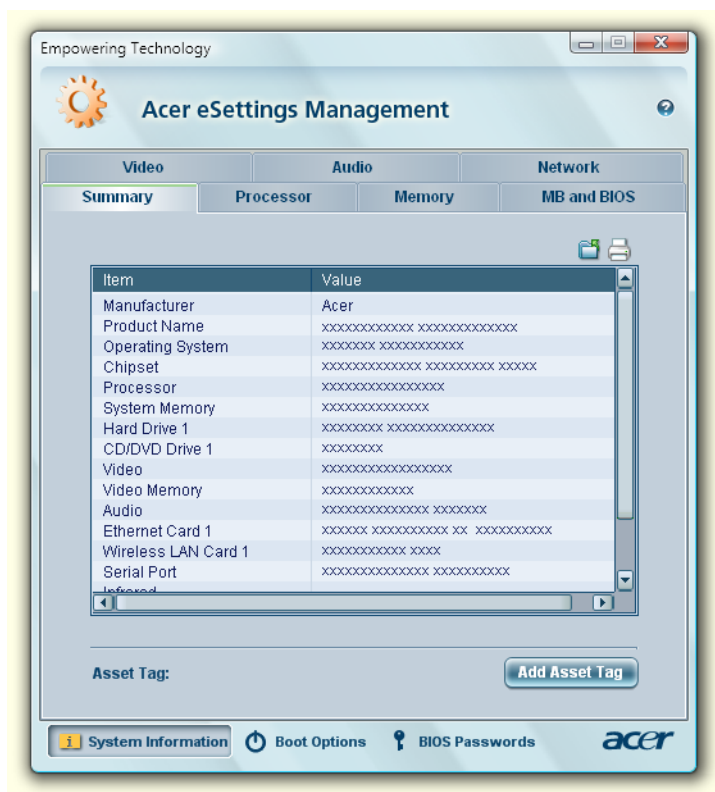 Empowering Technology
Acer eSettings Management
Video Audio Network
Summary Processor Memory MB and BIOS
Item Value
Manufacturer Acer
Product Name xxxxxxxxxxxxx xxxxxxxxxxxxxx
Operating System xxxxxxx xxxxxxxxxxx
Chipset xxxxxxxxxxxxx xxxxxxxxx xxxxx
Processor xxxxxxxxxxxxxxxx
System Memory xxxxxxxxxxxxxx
Hard Drive 1 xxxxxxxx xxxxxxxxxxxxxx
CD/DVD Drive 1 xxxxxxxx
Video xxxxxxxxxxxxxxxxx
Video Memory xxxxxxxxxxxx
Audio xxxxxxxxxxxxxx xxxxxxx
Ethernet Card 1 xxxxxx xxxxxxxxxx xx xxxxxxxxxx
Wireless LAN Card 1 xxxxxxxxxxx xxxx
Serial Port xxxxxxxxxxxxxx xxxxxxxxxx
Infrared
Asset Tag: Add Asset Tag
System Information Boot Options BIOS Passwords acer